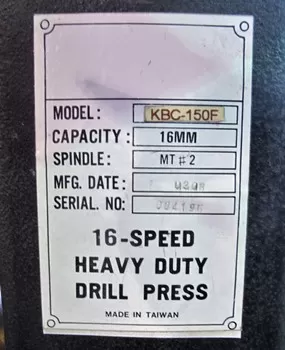 MODEL: KBC-150F
CAPACITY: 16MM
SPINDLE: MT#2
MFG. DATE:
SERIAL. NO:
16-SPEED
HEAVY DUTY
DRILL PRESS
MADE IN TAIWAN